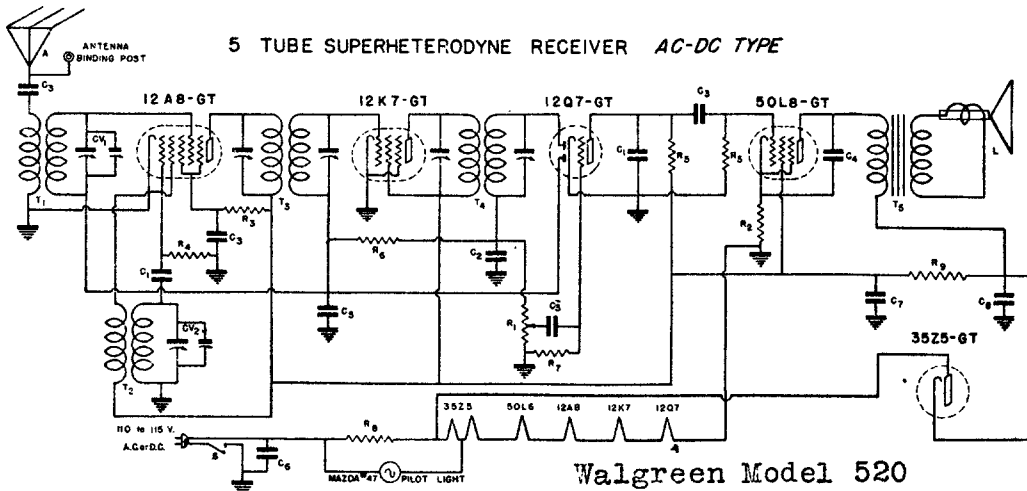 5 TUBE SUPERHETERODYNE RECEIVER AC-DC TYPE
A
ANTENNA
BINDING POST
C3
12A8-GT
12K7-GT
12Q7-GT
C3
50L8-GT
CV1
C1
R5
R5
C4
L
T1
T3
T4
T5
R3
R2
R4
C3
R6
C2
R9
C1
C5
R1
C3
R7
C7
C8
CV2
T2
35Z5-GT
110 to 115 V.
A.C or D.C.
S
C6
R8
35Z5
50L6
12A8
12K7
12Q7
MAZDA #47 PILOT LIGHT
Walgreen Model 520